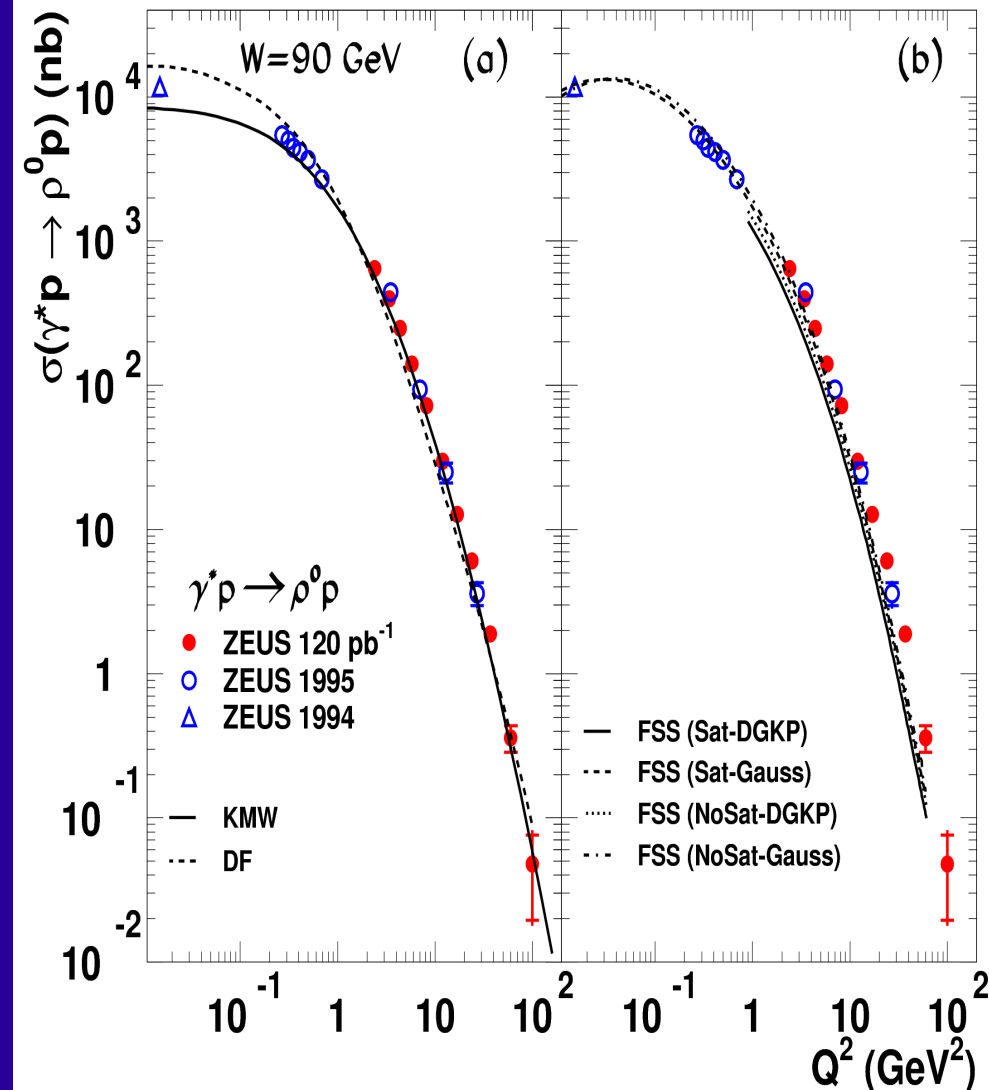 σ(γ*p → ρ⁰p) (nb)
W=90 GeV
(a)
(b)
10⁴
10³
10²
10
1
10⁻¹
10⁻²
γ*p→ρ⁰p
ZEUS 120 pb⁻¹
ZEUS 1995
ZEUS 1994
KMW
DF
FSS (Sat-DGKP)
FSS (Sat-Gauss)
FSS (NoSat-DGKP)
FSS (NoSat-Gauss)
10⁻¹ 1 10 10² 10⁻¹ 1 10 10²
Q² (GeV²)